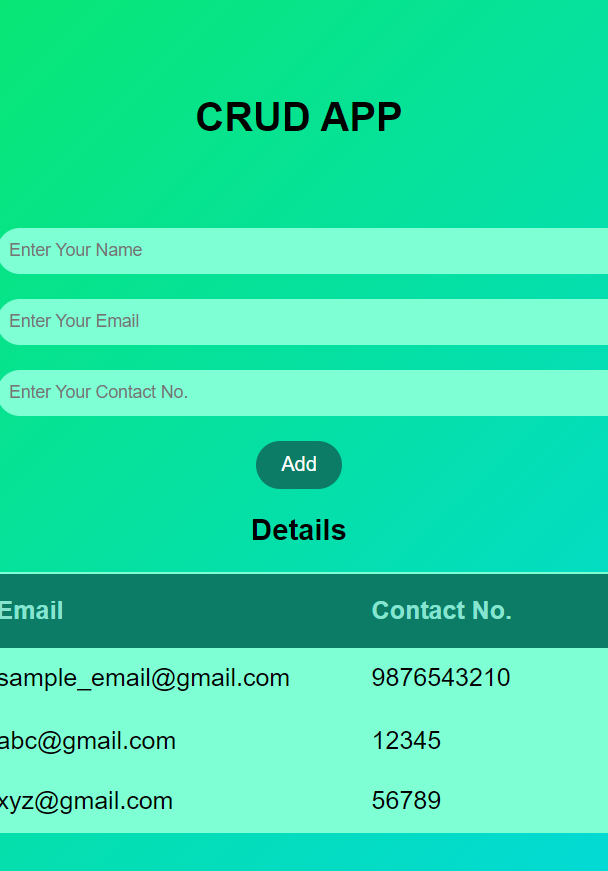 CRUD APP
Enter Your Name
Enter Your Email
Enter Your Contact No.
Add
Details
Email Contact No.
sample_email@gmail.com 9876543210
abc@gmail.com 12345
xyz@gmail.com 56789